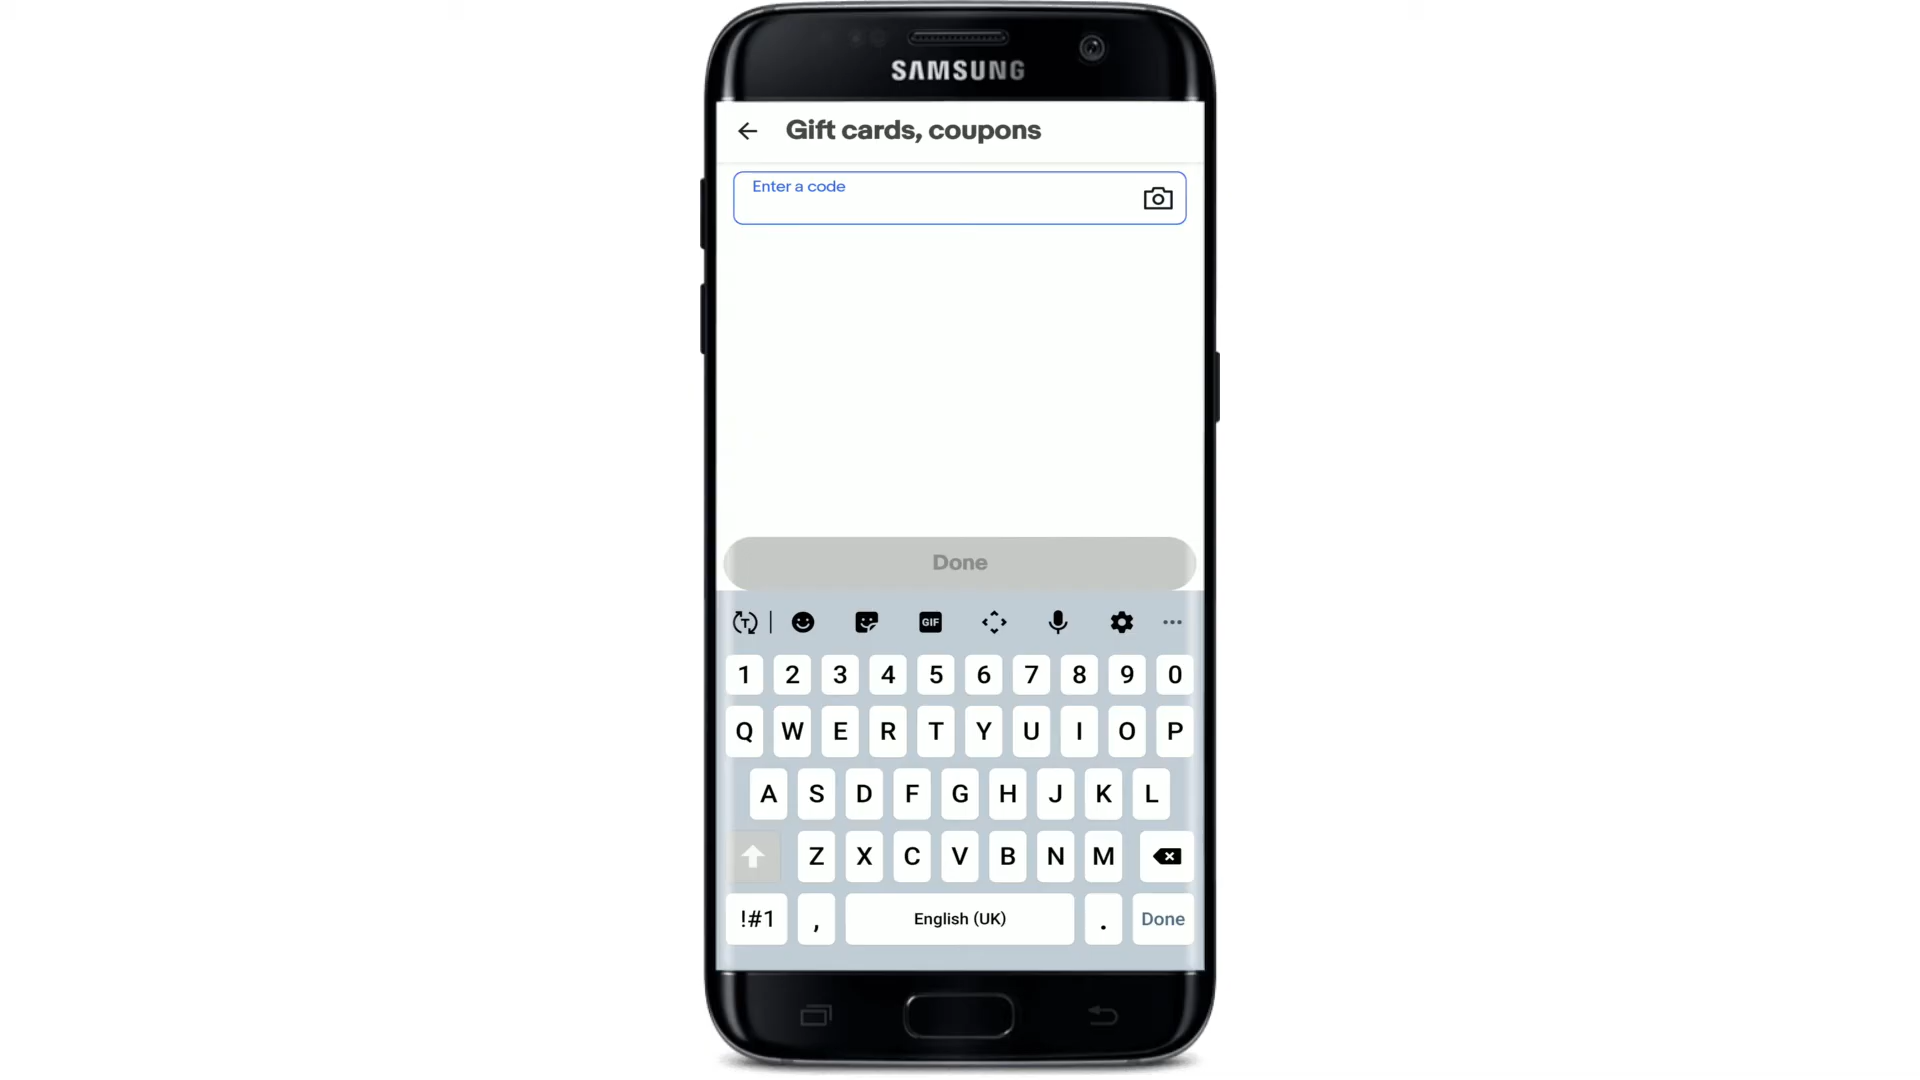 SAMSUNG
Gift cards, coupons
Enter a code
Done
T GIF
1 2 3 4 5 6 7 8 9 0
Q W E R T Y U I O P
A S D F G H J K L
Z X C V B N M
!#1 , English (UK) . Done